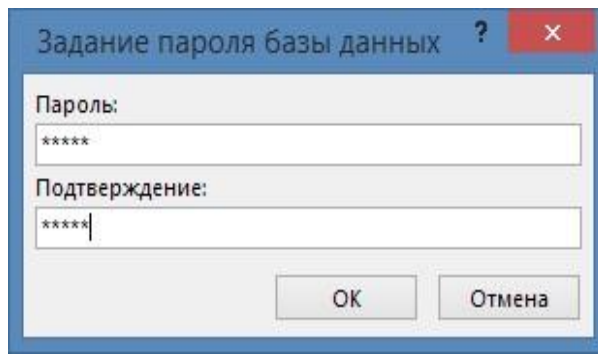 Задание пароля базы данных ?
Пароль:
*****
Подтверждение:
*****
ОК Отмена